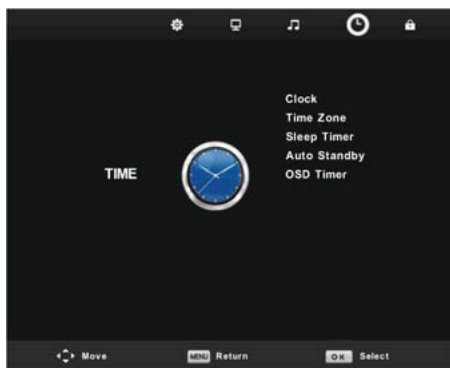 Clock
Time Zone
Sleep Timer
Auto Standby
OSD Timer
TIME
Move
MENU Return
OK Select